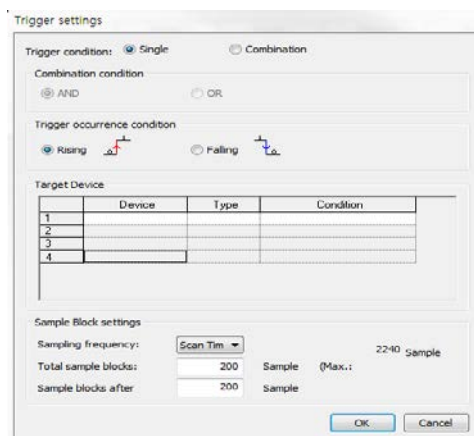 Trigger settings
Trigger condition: Single Combination
Combination condition
AND OR
Trigger occurrence condition
Rising Falling
Target Device
Device Type Condition
1
2
3
4
Sample Block settings
Sampling frequency: Scan Tim 2240 Sample
Total sample blocks: 200 Sample (Max.:
Sample blocks after 200 Sample
OK Cancel